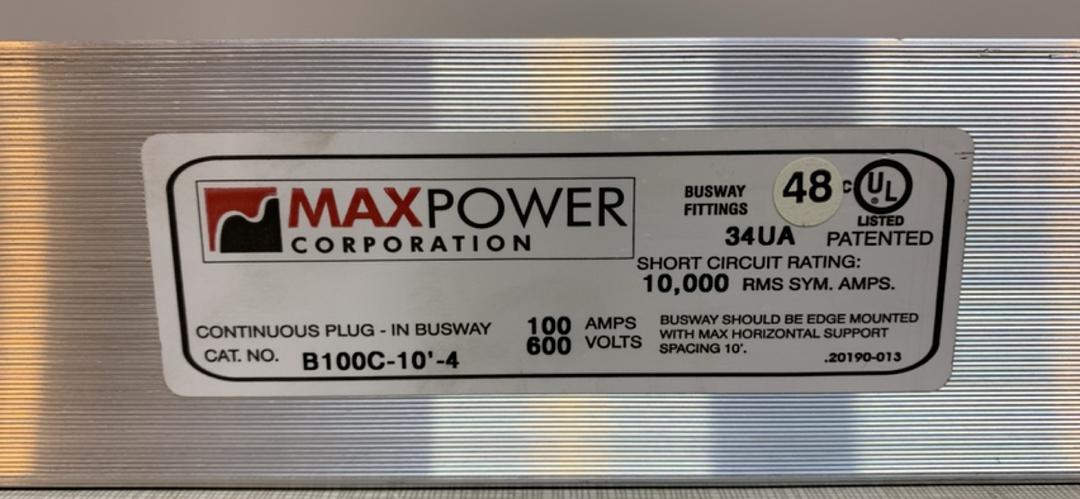 MAXPOWER
CORPORATION
BUSWAY
FITTINGS
48
c UL
LISTED
34UA PATENTED
SHORT CIRCUIT RATING:
10,000 RMS SYM. AMPS.
CONTINUOUS PLUG - IN BUSWAY
CAT. NO. B100C-10'-4
100 AMPS
600 VOLTS
BUSWAY SHOULD BE EDGE MOUNTED
WITH MAX HORIZONTAL SUPPORT
SPACING 10'.
.20190-013